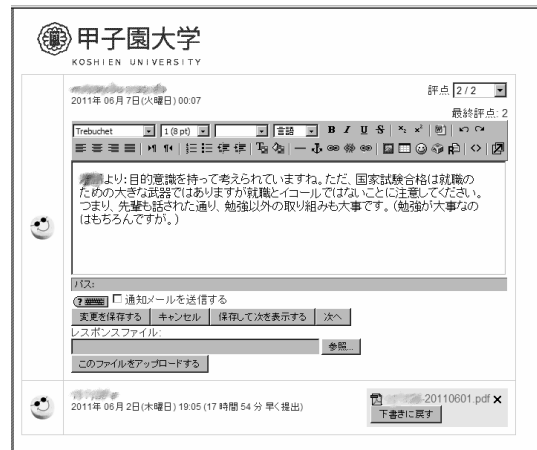 甲子園大学
KOSHIEN UNIVERSITY
2011年 06月 7日(火曜日) 00:07
評点 2 / 2
最終評点: 2
Trebuchet 1 (8 pt) 言語 B I U S
より:目的意識を持って考えられていますね。ただ、国家試験合格は就職の
ための大きな武器ではありますが就職とイコールではないことに注意してください。
つまり、先輩も話された通り、勉強以外の取り組みも大事です。(勉強が大事なの
はもちろんですが。)
パス:
通知メールを送信する
変更を保存する キャンセル 保存して次を表示する 次へ
レスポンスファイル:
参照...
このファイルをアップロードする
2011年 06月 2日(木曜日) 19:05 (17 時間 54 分 早く提出)
-20110601.pdf
下書きに戻す